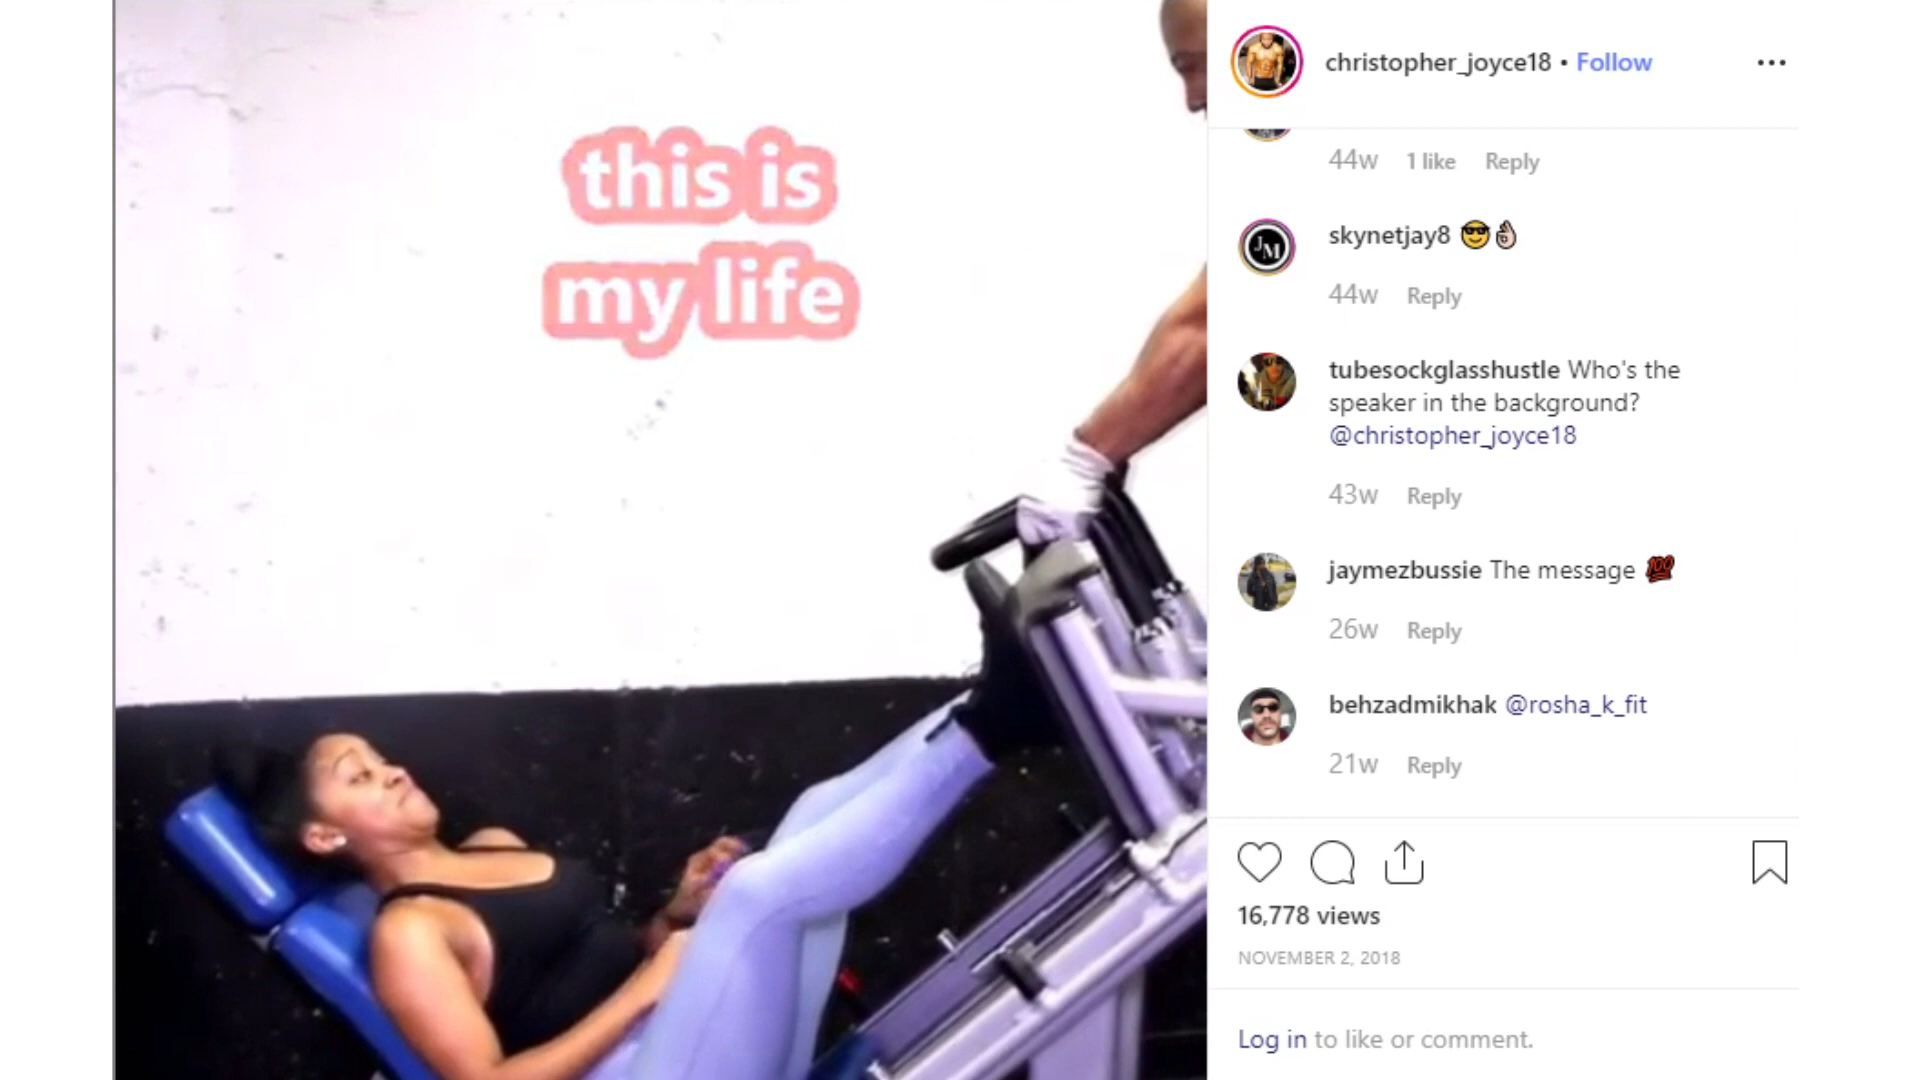 this is
my life
christopher_joyce18 • Follow
44w 1 like Reply
JM
skynetjay8 😎👌🏻
44w Reply
tubesockglasshustle Who's the
speaker in the background?
@christopher_joyce18
43w Reply
jaymezbussie The message 💯
26w Reply
behzadmikhak @rosha_k_fit
21w Reply
16,778 views
NOVEMBER 2, 2018
Log in to like or comment.